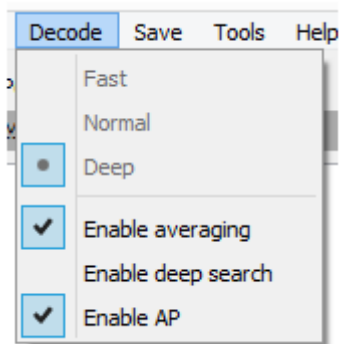 Decode Save Tools Help
Fast
Normal
Deep
Enable averaging
Enable deep search
Enable AP